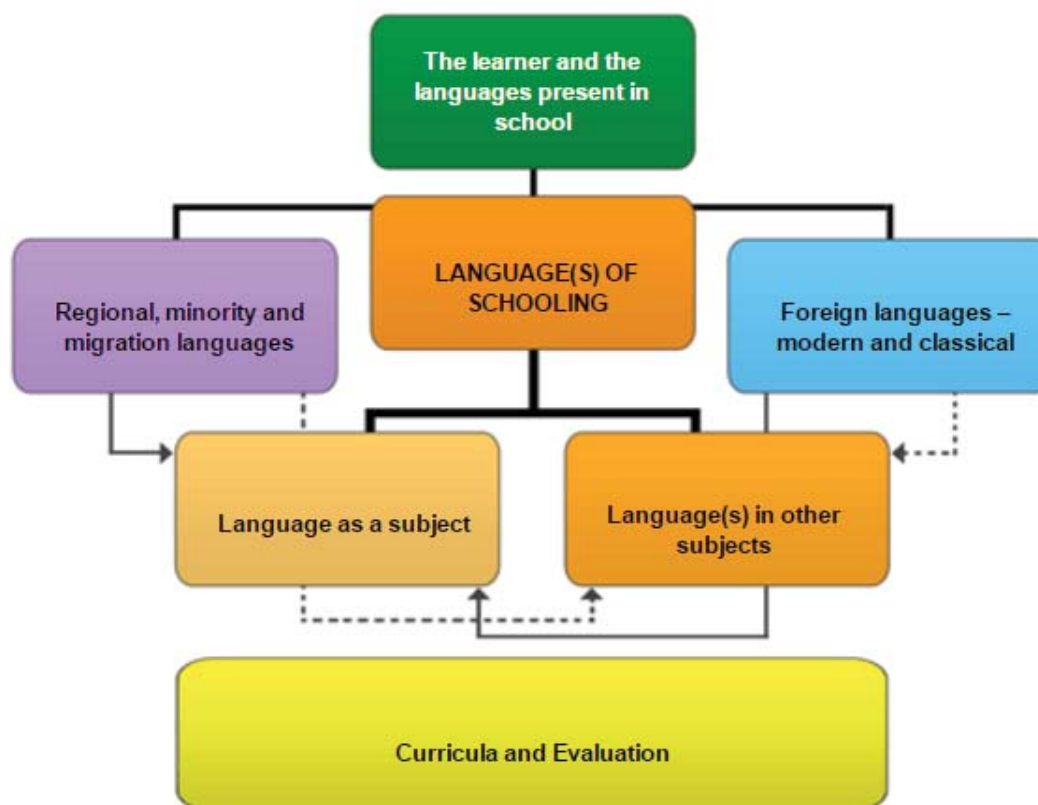 The learner and the
languages present in
school
LANGUAGE(S) OF
SCHOOLING
Regional, minority and
migration languages
Foreign languages –
modern and classical
Language as a subject
Language(s) in other
subjects
Curricula and Evaluation